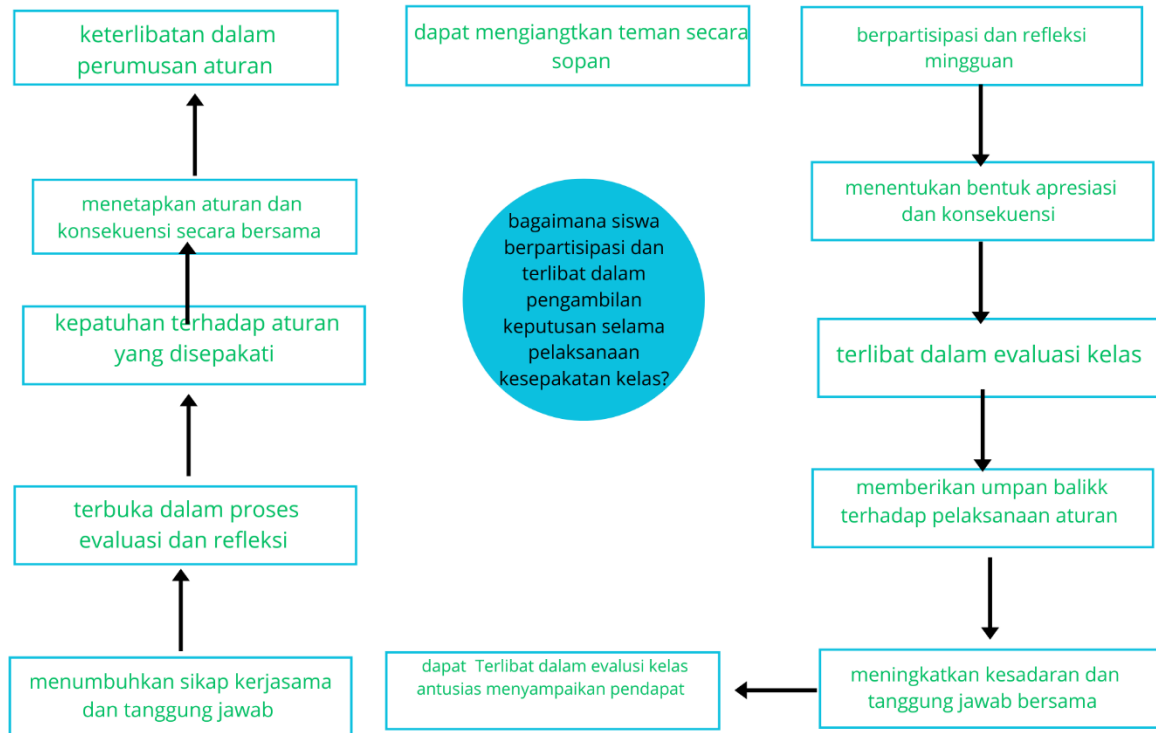 keterlibatan dalam
perumusan aturan
dapat mengiangtkan teman secara
sopan
berpartisipasi dan refleksi
mingguan
menetapkan aturan dan
konsekuensi secara bersama
menentukan bentuk apresiasi
dan konsekuensi
bagaimana siswa
berpartisipasi dan
terlibat dalam
pengambilan
keputusan selama
pelaksanaan
kesepakatan kelas?
kepatuhan terhadap aturan
yang disepakati
terlibat dalam evaluasi kelas
terbuka dalam proses
evaluasi dan refleksi
memberikan umpan balikk
terhadap pelaksanaan aturan
menumbuhkan sikap kerjasama
dan tanggung jawab
dapat Terlibat dalam evalusi kelas
antusias menyampaikan pendapat
meningkatkan kesadaran dan
tanggung jawab bersama